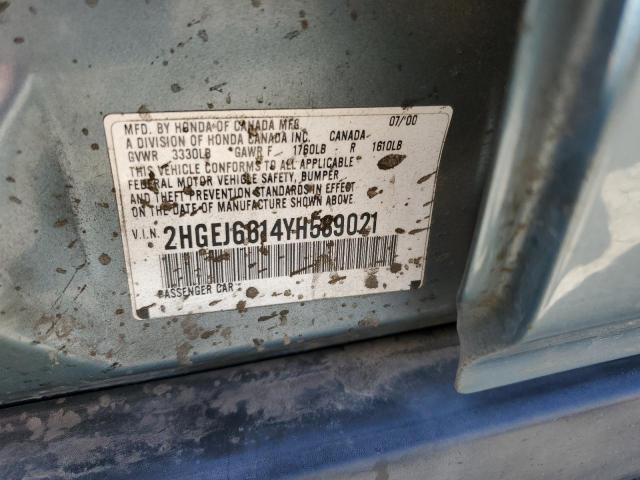 MFD. BY HONDA OF CANADA MFG. 07/00
A DIVISION OF HONDA CANADA INC. CANADA
GVWR 3330LB GAWR F 1760LB R 1610LB
THIS VEHICLE CONFORMS TO ALL APPLICABLE
FEDERAL MOTOR VEHICLE SAFETY, BUMPER
AND THEFT PREVENTION STANDARDS IN EFFECT
ON THE DATE OF MANUFACTURE SHOWN ABOVE.
V.I.N. 2HGEJ6614YH589021
PASSENGER CAR